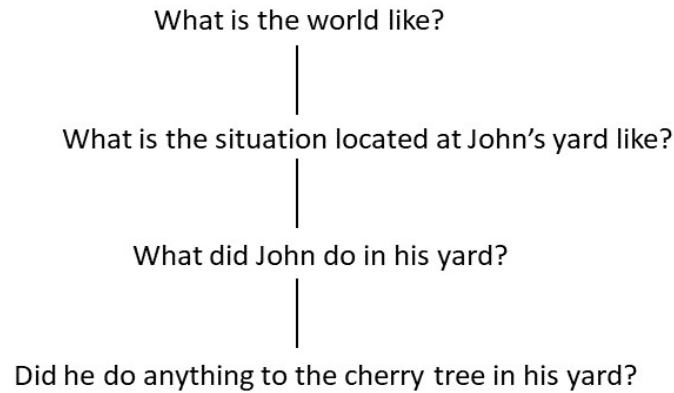 What is the world like?
What is the situation located at John’s yard like?
What did John do in his yard?
Did he do anything to the cherry tree in his yard?